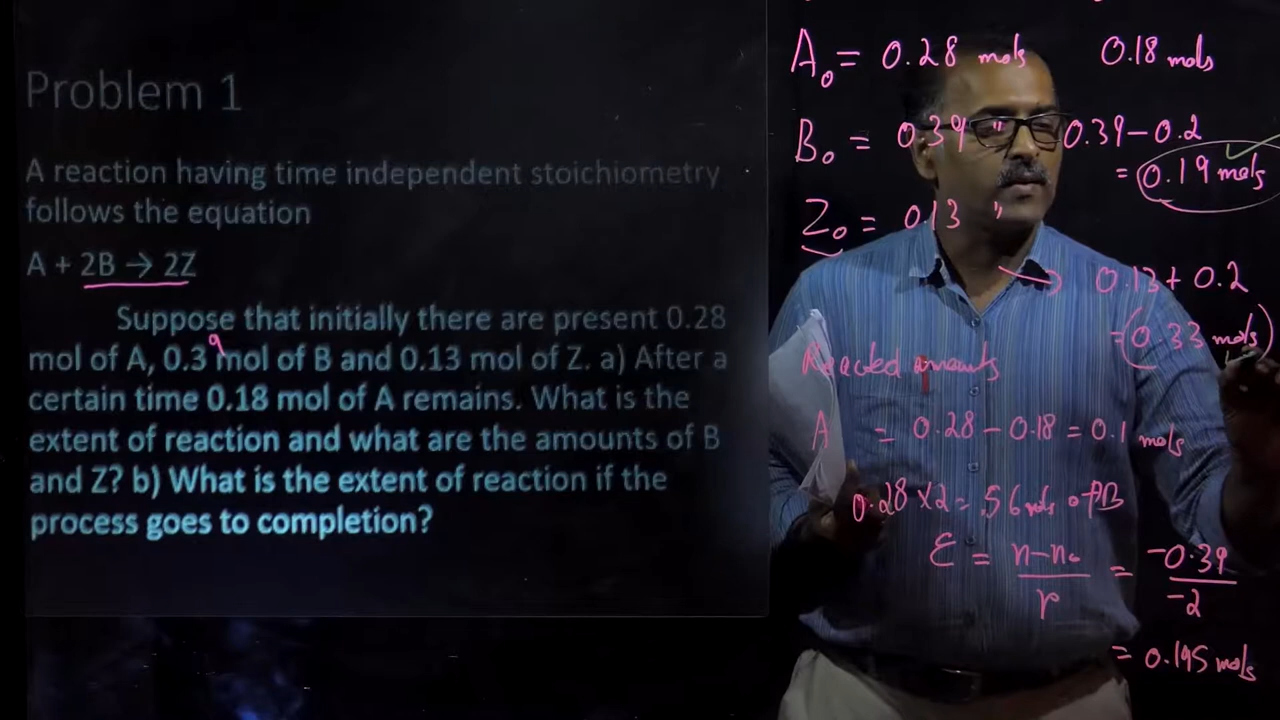 Problem 1
A reaction having time independent stoichiometry
follows the equation
A + 2B → 2Z
Suppose that initially there are present 0.28
mol of A, 0.39 mol of B and 0.13 mol of Z. a) After a
certain time 0.18 mol of A remains. What is the
extent of reaction and what are the amounts of B
and Z? b) What is the extent of reaction if the
process goes to completion?
A₀ = 0.28 mols 0.18 mols
B₀ = 0.39 " 0.39 - 0.2
= 0.19 mols
Z₀ = 0.13 "
→ 0.13 + 0.2
= (0.33 mols)
Reacted amounts
A = 0.28 - 0.18 = 0.1 mols
0.28 X 2 = .56 mols of B
ε = n-n₀ / r = -0.39 / -2
= 0.195 mols